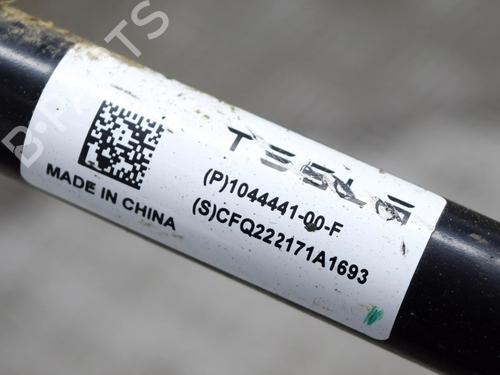 TESLA
(P)1044441-00-F
(S)CFQ222171A1693
MADE IN CHINA